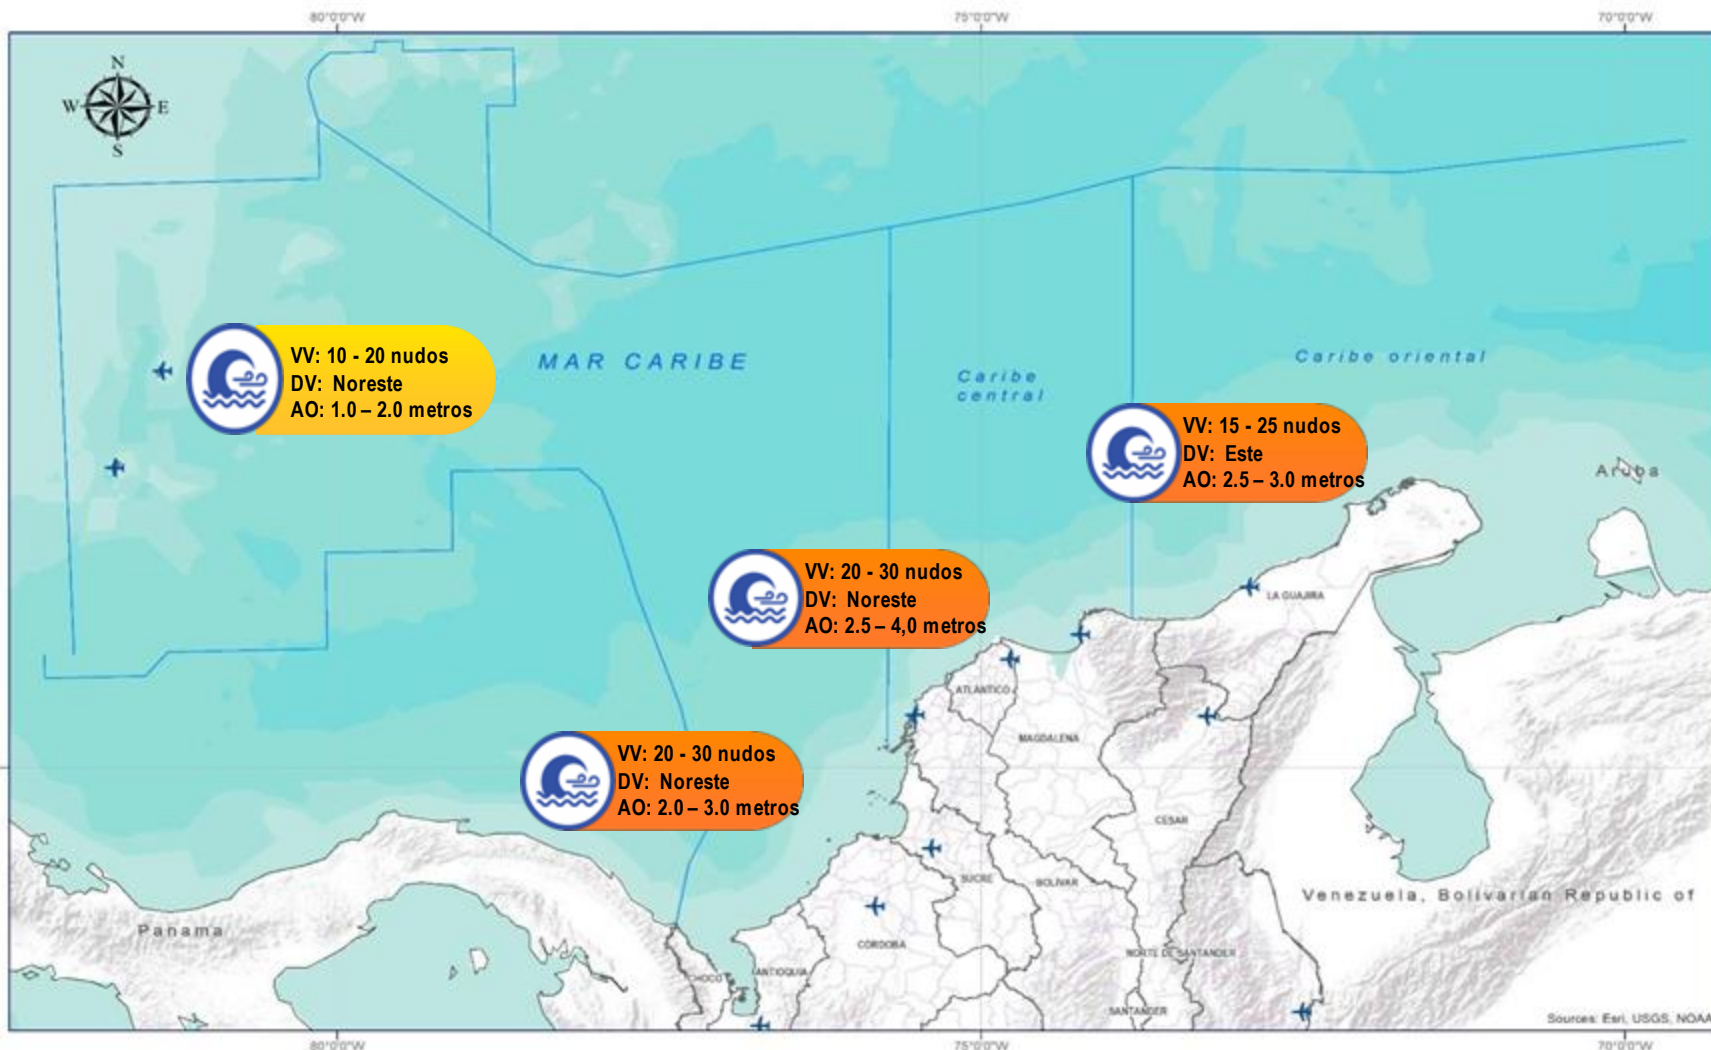 80°0'0"W
75°0'0"W
70°0'0"W
N
W
E
S
VV: 10 - 20 nudos
DV: Noreste
AO: 1.0 – 2.0 metros
MAR CARIBE
Caribe
central
Caribe oriental
VV: 15 - 25 nudos
DV: Este
AO: 2.5 – 3.0 metros
Aruba
VV: 20 - 30 nudos
DV: Noreste
AO: 2.5 – 4,0 metros
LA GUAJIRA
ATLANTICO
MAGDALENA
VV: 20 - 30 nudos
DV: Noreste
AO: 2.0 – 3.0 metros
CESAR
SUCRE
BOLIVAR
Venezuela, Bolivarian Republic of
Panama
CORDOBA
NORTE DE SANTANDER
CHOCO
ANTIOQUIA
SANTANDER
Sources: Esri, USGS, NOAA
80°0'0"W
75°0'0"W
70°0'0"W